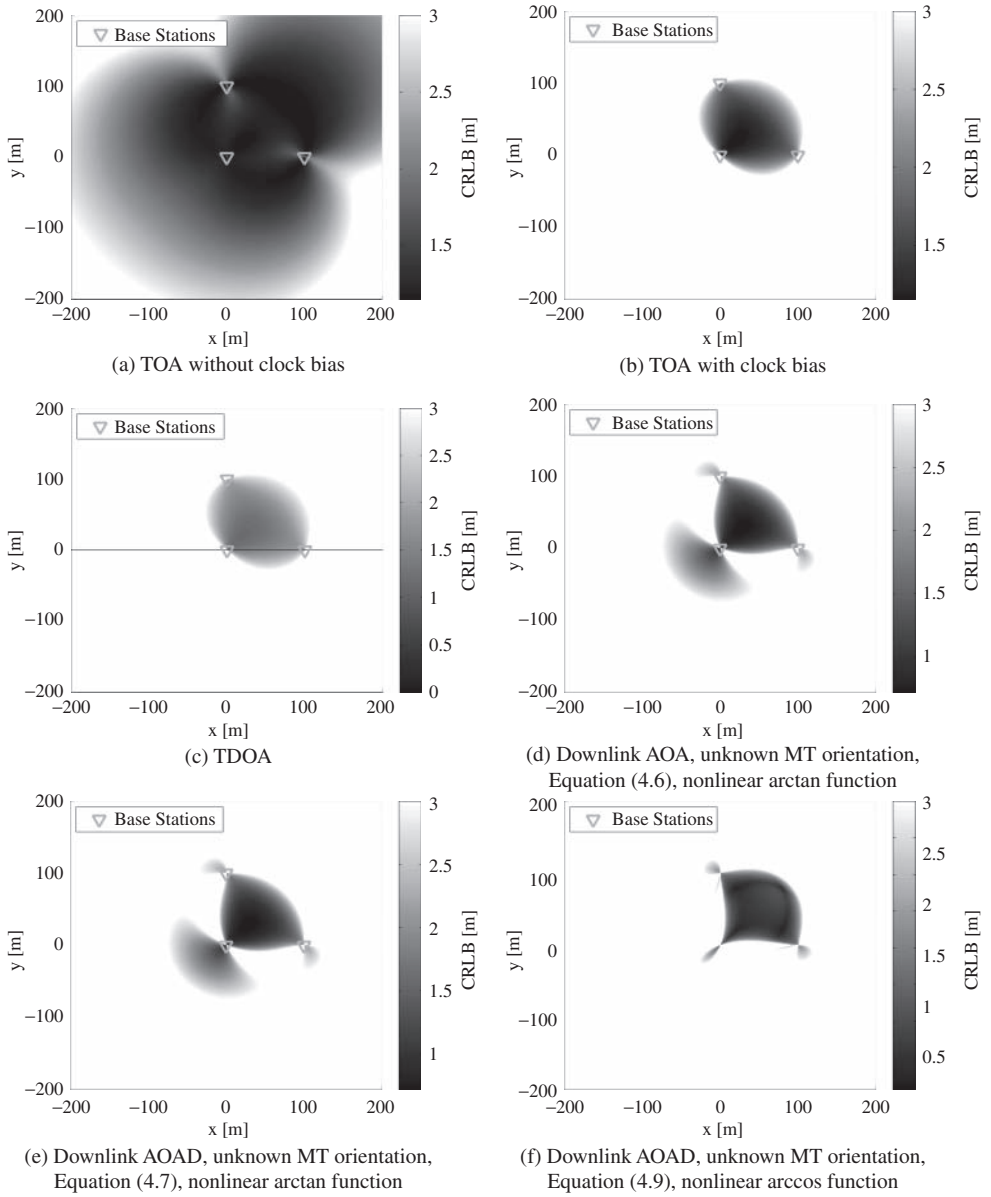 200
100
0
−100
−200
y [m]
−200 −100 0 100 200
x [m]
Base Stations
3
2.5
2
1.5
CRLB [m]
(a) TOA without clock bias
200
100
0
−100
−200
y [m]
−200 −100 0 100 200
x [m]
Base Stations
3
2.5
2
1.5
CRLB [m]
(b) TOA with clock bias
200
100
0
−100
−200
y [m]
−200 −100 0 100 200
x [m]
Base Stations
3
2.5
2
1.5
1
0.5
0
CRLB [m]
(c) TDOA
200
100
0
−100
−200
y [m]
−200 −100 0 100 200
x [m]
Base Stations
3
2.5
2
1.5
1
CRLB [m]
(d) Downlink AOA, unknown MT orientation,
Equation (4.6), nonlinear arctan function
200
100
0
−100
−200
y [m]
−200 −100 0 100 200
x [m]
Base Stations
3
2.5
2
1.5
1
CRLB [m]
(e) Downlink AOAD, unknown MT orientation,
Equation (4.7), nonlinear arctan function
200
100
0
−100
−200
y [m]
−200 −100 0 100 200
x [m]
Base Stations
3
2.5
2
1.5
1
0.5
CRLB [m]
(f) Downlink AOAD, unknown MT orientation,
Equation (4.9), nonlinear arccos function